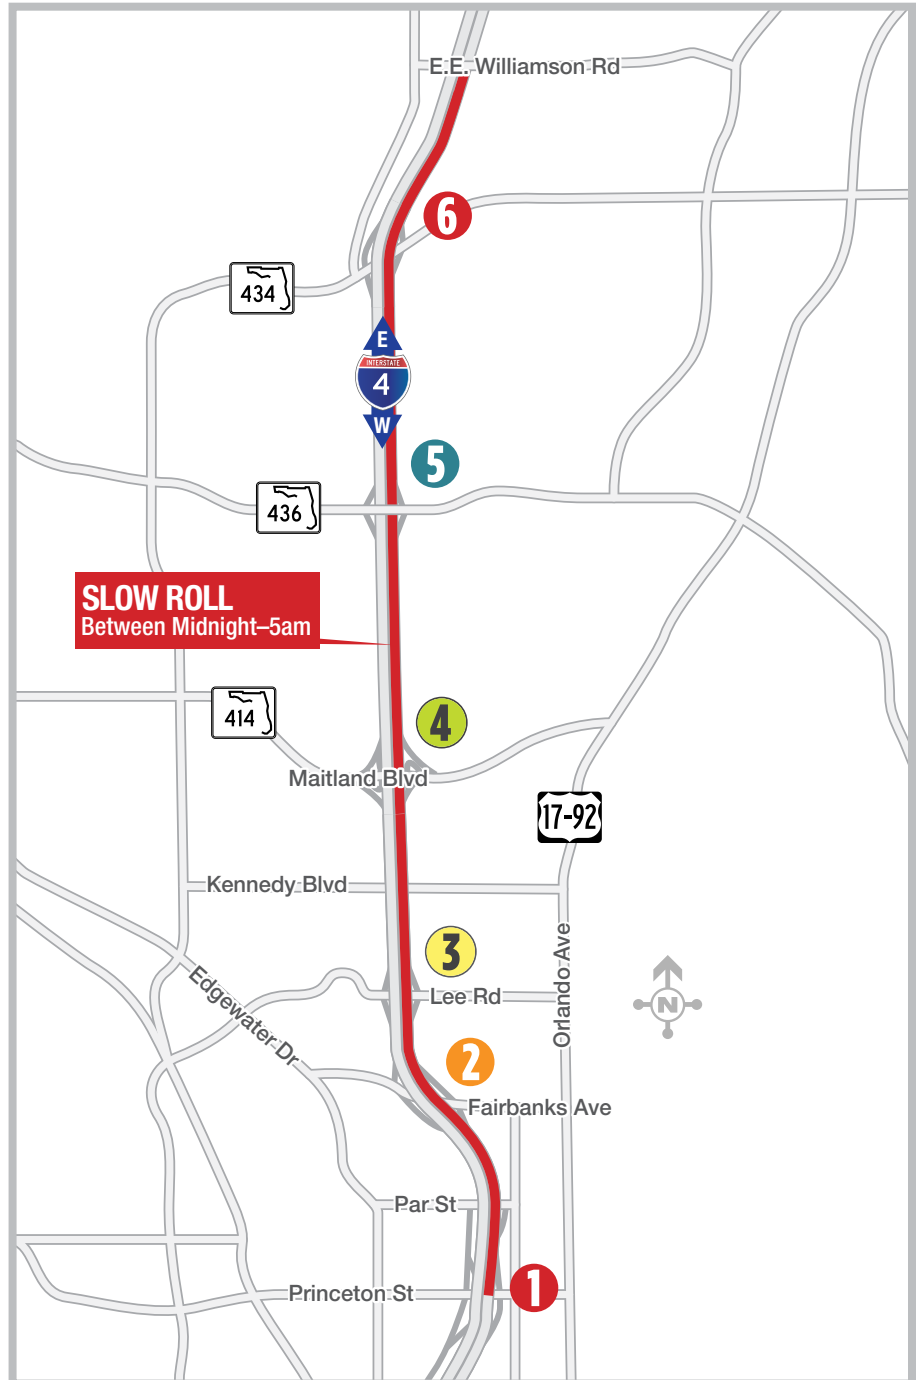 E.E. Williamson Rd
6
434
E
INTERSTATE
4
W
5
436
SLOW ROLL
Between Midnight–5am
414
4
Maitland Blvd
17-92
Kennedy Blvd
3
Orlando Ave
Edgewater Dr
Lee Rd
N
2
Fairbanks Ave
Par St
1
Princeton St